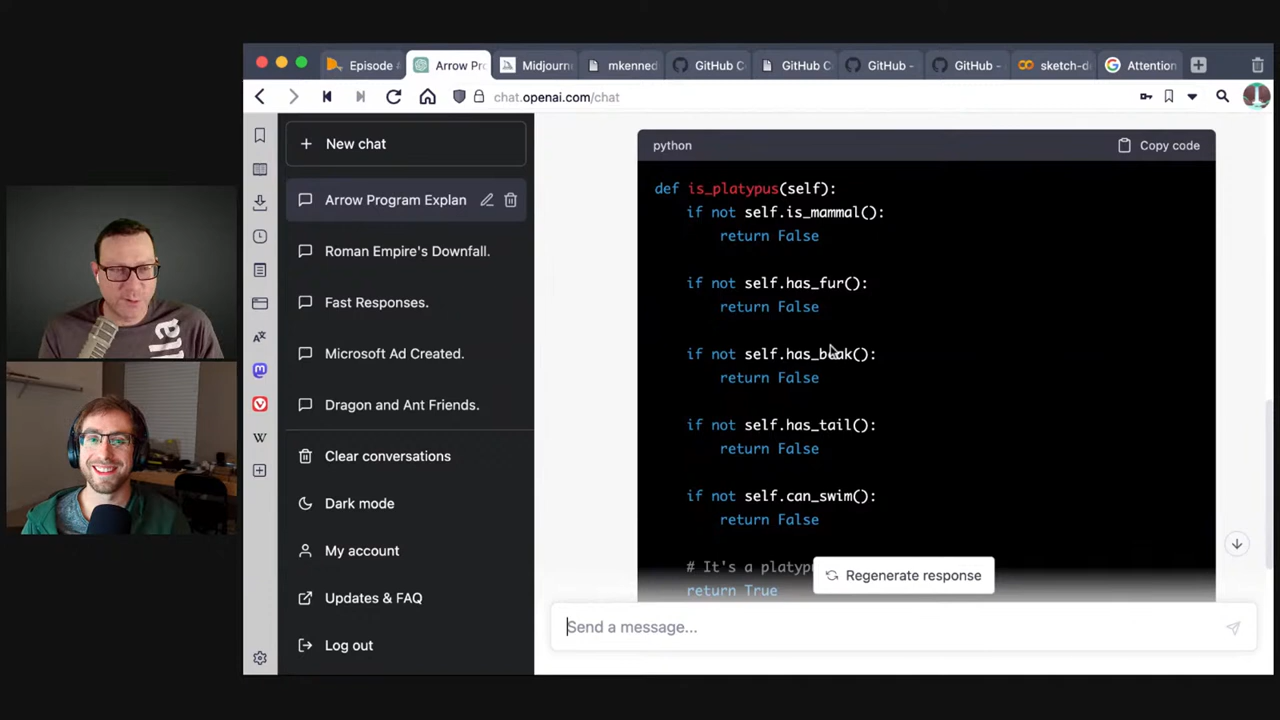 Episode
Arrow Pr
Midjourn
mkenned
GitHub C
GitHub C
GitHub -
GitHub -
sketch-d
Attention
chat.openai.com/chat
New chat
Arrow Program Explan
Roman Empire's Downfall.
Fast Responses.
Microsoft Ad Created.
Dragon and Ant Friends.
Clear conversations
Dark mode
My account
Updates & FAQ
Log out
python
Copy code
def is_platypus(self):
if not self.is_mammal():
return False
if not self.has_fur():
return False
if not self.has_beak():
return False
if not self.has_tail():
return False
if not self.can_swim():
return False
# It's a platyp
return True
Regenerate response
Send a message...